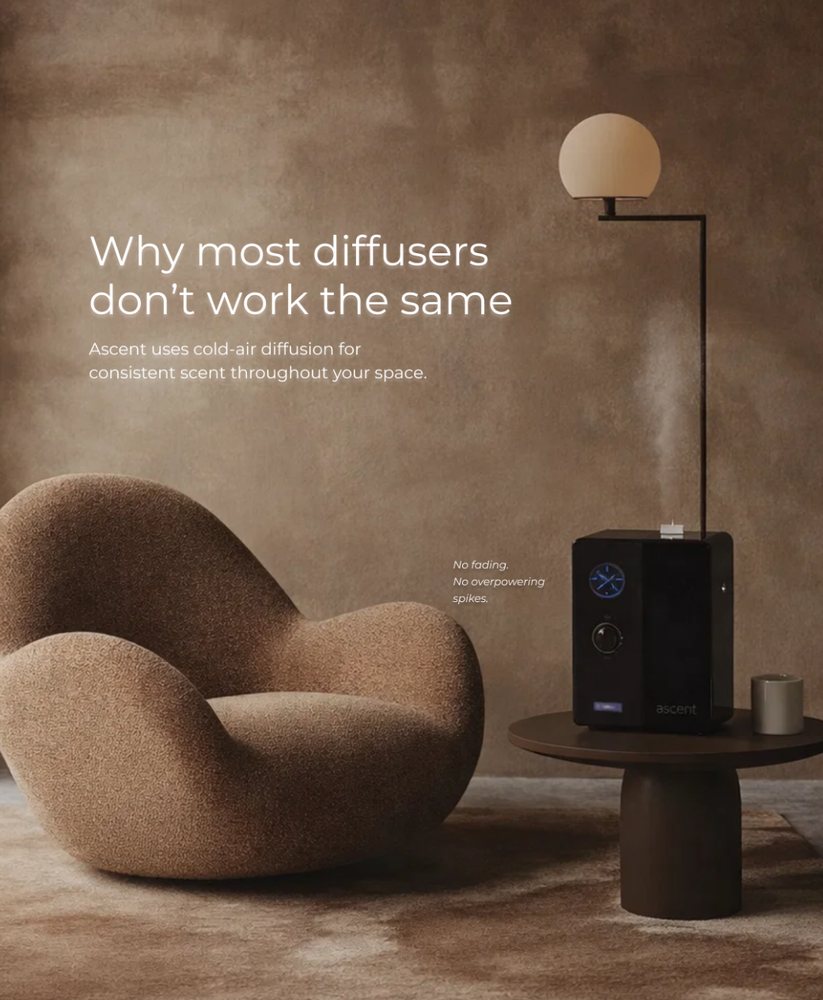 Why most diffusers
don’t work the same
Ascent uses cold-air diffusion for
consistent scent throughout your space.
No fading.
No overpowering
spikes.
ascent